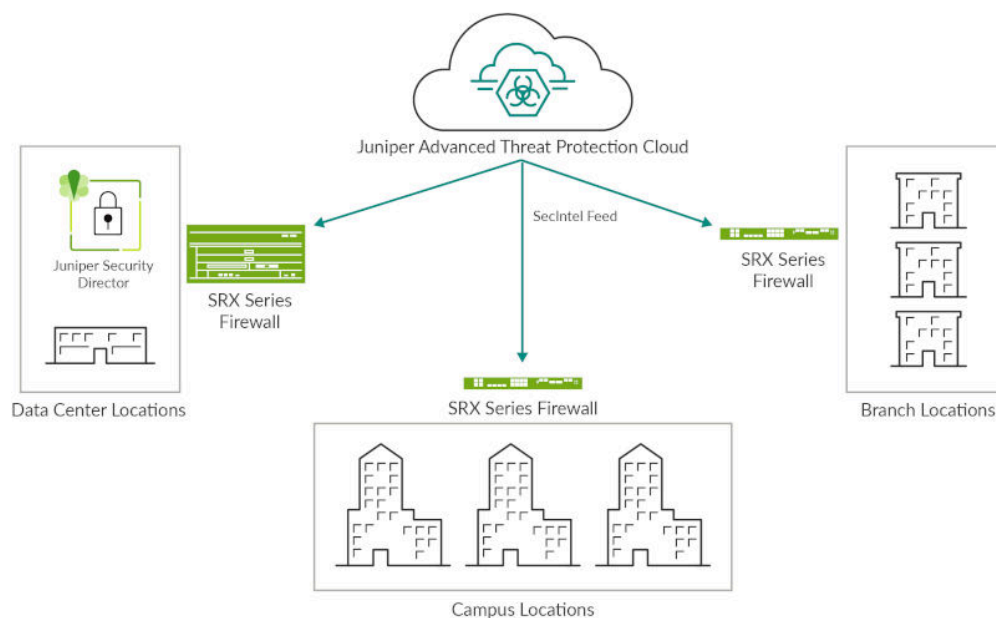 Juniper Advanced Threat Protection Cloud
SecIntel Feed
Juniper Security
Director
SRX Series
Firewall
SRX Series
Firewall
Data Center Locations
SRX Series Firewall
Branch Locations
Campus Locations